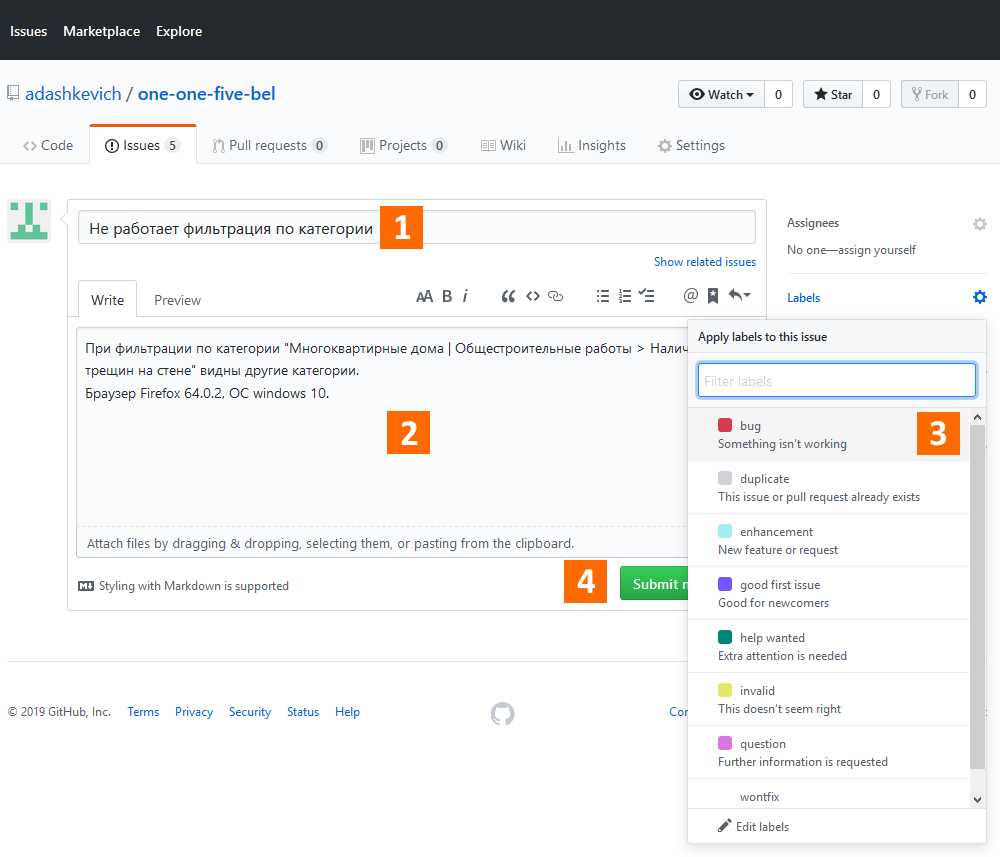 Issues Marketplace Explore
adashkevich / one-one-five-bel
Watch 0 Star 0 Fork 0
Code Issues 5 Pull requests 0 Projects 0 Wiki Insights Settings
Не работает фильтрация по категории 1
Show related issues
Write Preview AA B i
При фильтрации по категории "Многоквартирные дома | Общестроительные работы > Налич
трещин на стене" видны другие категории.
Браузер Firefox 64.0.2, ОС windows 10.
2
Attach files by dragging & dropping, selecting them, or pasting from the clipboard.
Styling with Markdown is supported
4
Submit n
Assignees
No one—assign yourself
Labels
Apply labels to this issue
Filter labels
bug
Something isn't working
3
duplicate
This issue or pull request already exists
enhancement
New feature or request
good first issue
Good for newcomers
help wanted
Extra attention is needed
invalid
This doesn't seem right
question
Further information is requested
wontfix
Edit labels
© 2019 GitHub, Inc. Terms Privacy Security Status Help